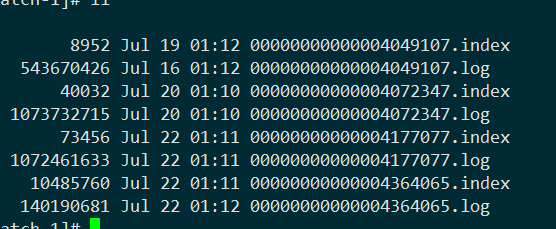 atch-1]# ll
8952 Jul 19 01:12 00000000000004049107.index
543670426 Jul 16 01:12 00000000000004049107.log
40032 Jul 20 01:10 00000000000004072347.index
1073732715 Jul 20 01:10 00000000000004072347.log
73456 Jul 22 01:11 00000000000004177077.index
1072461633 Jul 22 01:11 00000000000004177077.log
10485760 Jul 22 01:11 00000000000004364065.index
140190681 Jul 22 01:12 00000000000004364065.log
atch-1]#